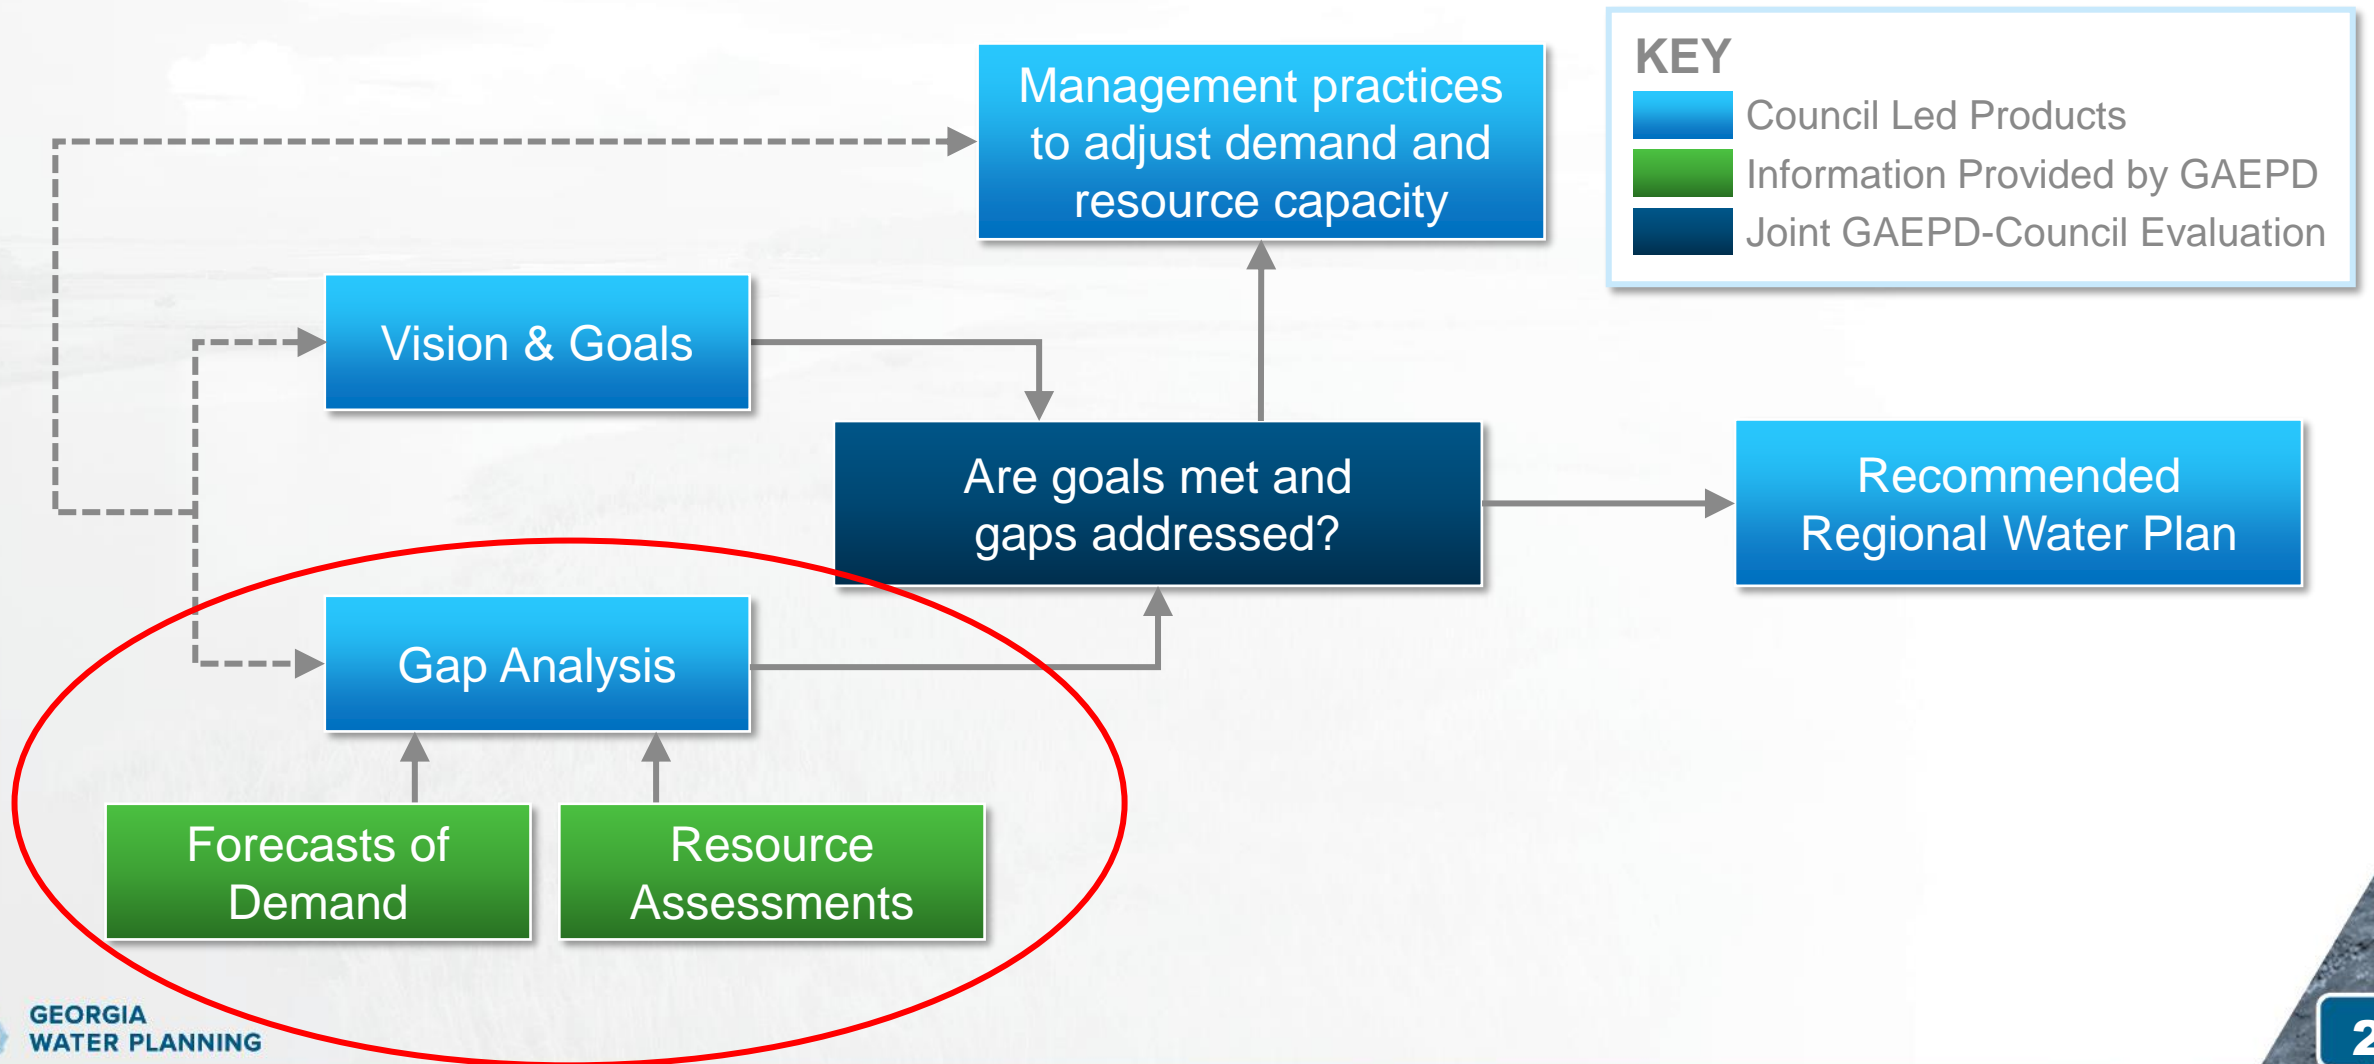 Management practices
to adjust demand and
resource capacity
KEY
Council Led Products
Information Provided by GAEPD
Joint GAEPD-Council Evaluation
Vision & Goals
Are goals met and
gaps addressed?
Recommended
Regional Water Plan
Gap Analysis
Forecasts of
Demand
Resource
Assessments
GEORGIA
WATER PLANNING
2